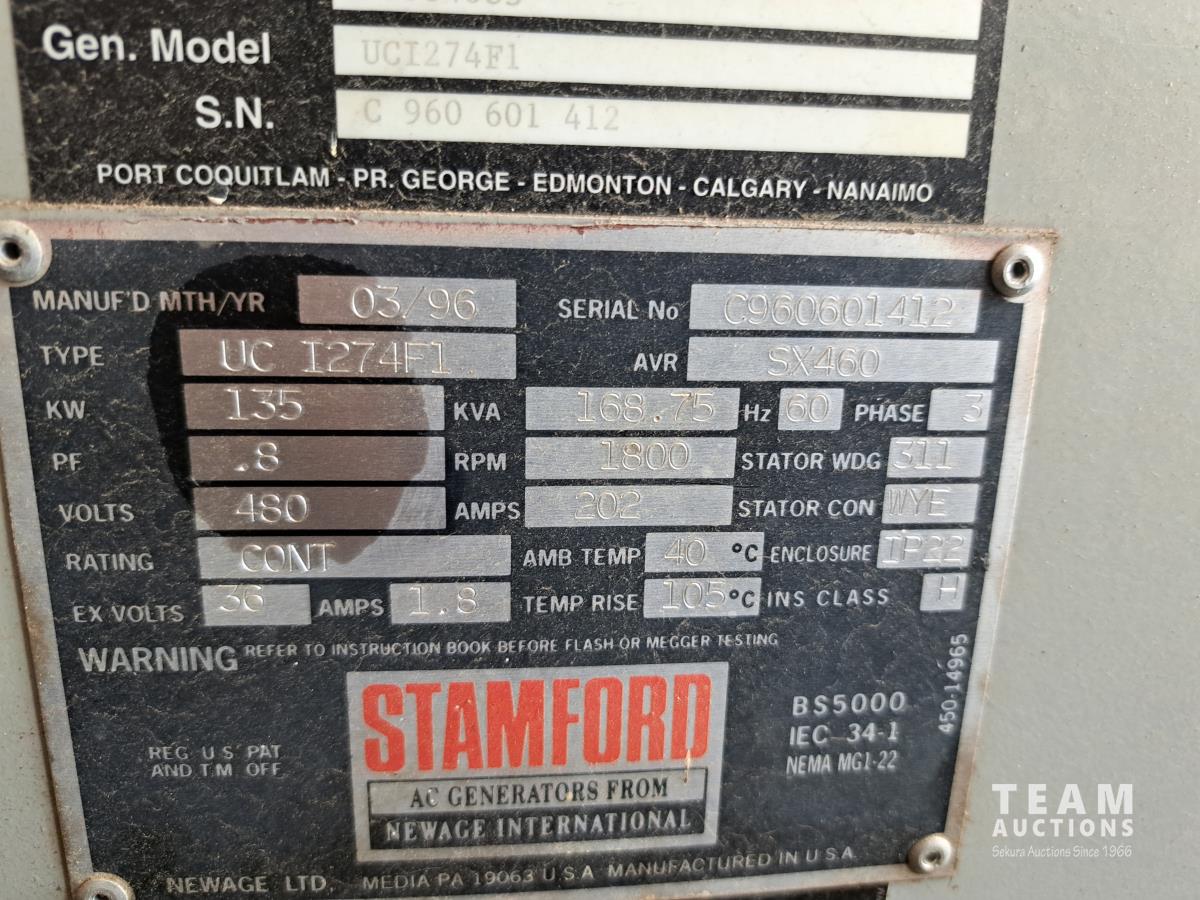 Gen. Model UCI274F1
S.N. C 960 601 412
PORT COQUITLAM - PR. GEORGE - EDMONTON - CALGARY - NANAIMO
MANUF'D MTH/YR 03/96 SERIAL No C960601412
TYPE UC I274F1 AVR SX460
KW 135 KVA 168.75 Hz 60 PHASE 3
PF .8 RPM 1800 STATOR WDG 311
VOLTS 480 AMPS 202 STATOR CON WYE
RATING CONT AMB TEMP 40 °C ENCLOSURE IP22
EX VOLTS 36 AMPS 1.8 TEMP RISE 105 °C INS CLASS H
WARNING REFER TO INSTRUCTION BOOK BEFORE FLASH OR MEGGER TESTING
450-14965
STAMFORD
AC GENERATORS FROM
NEWAGE INTERNATIONAL
REG U.S PAT
AND T.M OFF
BS5000
IEC 34-1
NEMA MG1-22
NEWAGE LTD. MEDIA PA 19063 U.S.A MANUFACTURED IN U.S.A.
TEAM
AUCTIONS
Sekura Auctions Since 1966